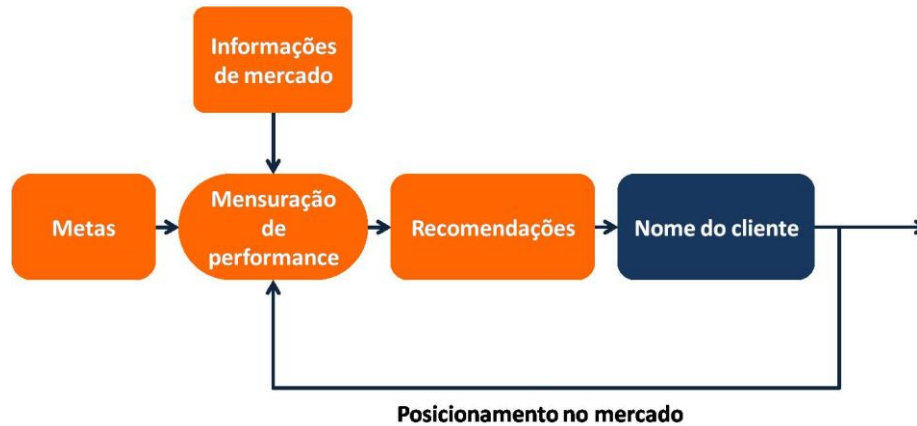 Informações
de mercado
Metas
Mensuração
de
performance
Recomendações
Nome do cliente
Posicionamento no mercado